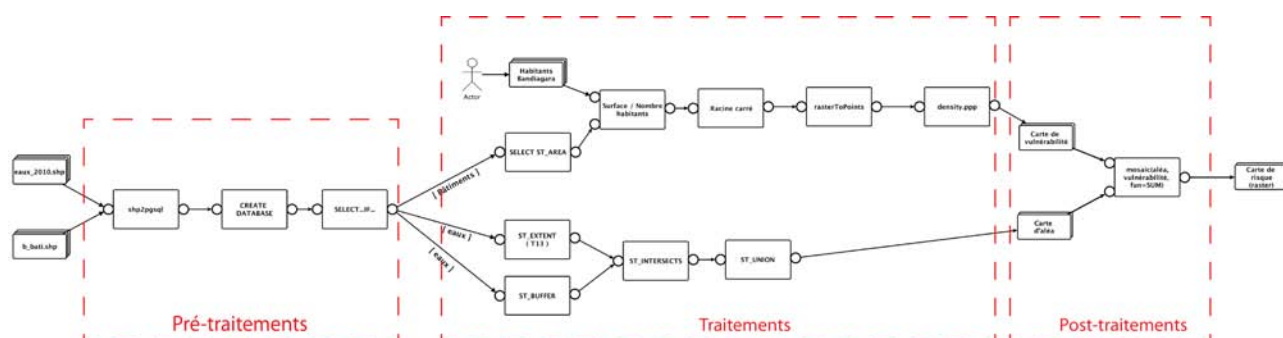 eaux_2010.shp
b_bati.shp
shp2pgsql
CREATE
DATABASE
SELECT...IF...
Pré-traitements
Actor
Habitants
Bandiagara
Surface / Nombre
habitants
Racine carré
rasterToPoints
density.ppp
[ Bâtiments ]
SELECT ST_AREA
[ eaux ]
ST_EXTENT
( T13 )
[ eaux ]
ST_BUFFER
ST_INTERSECTS
ST_UNION
Traitements
Carte de
vulnérabilité
Carte
d'aléa
mosaic(aléa,
vulnérabilité,
fun=SUM)
Carte de
risque
(raster)
Post-traitements